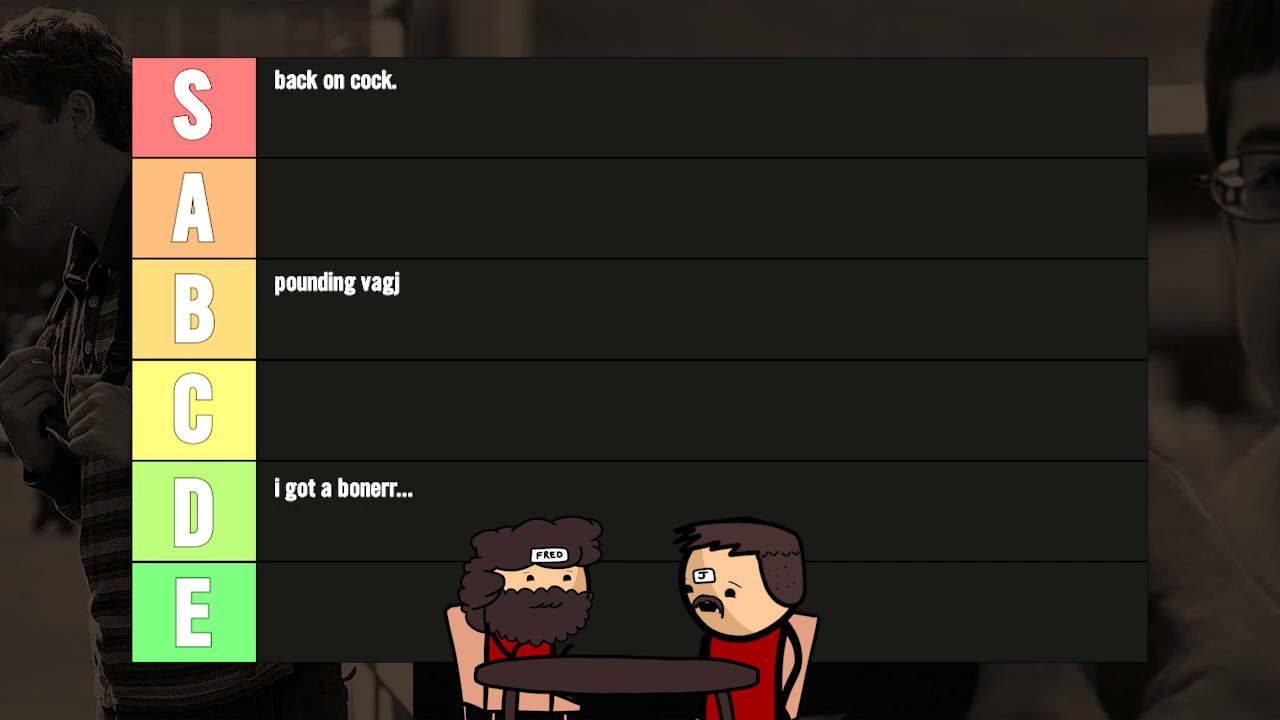 S
back on cock.
A
B
pounding vagj
C
D
i got a bonerr...
FRED
J
E